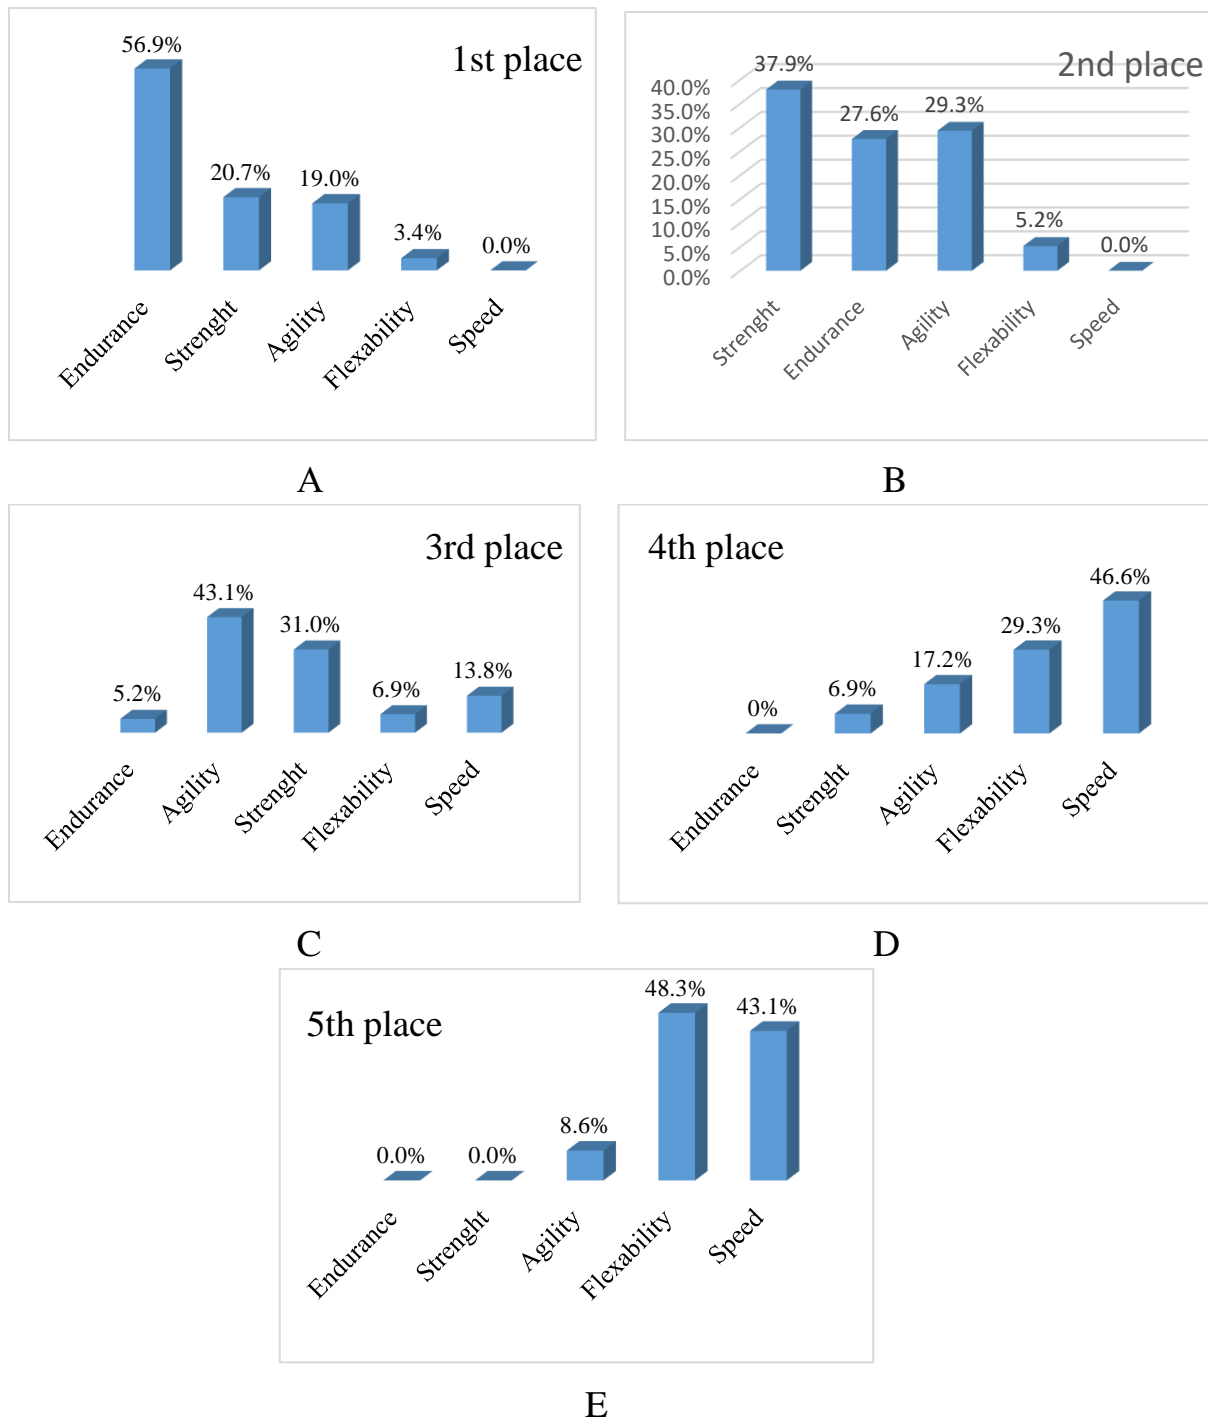 1st place
56.9%
20.7%
19.0%
3.4%
0.0%
Endurance
Strenght
Agility
Flexability
Speed
A
2nd place
40.0%
35.0%
30.0%
25.0%
20.0%
15.0%
10.0%
5.0%
0.0%
37.9%
27.6%
29.3%
5.2%
0.0%
Strenght
Endurance
Agility
Flexability
Speed
B
3rd place
5.2%
43.1%
31.0%
6.9%
13.8%
Endurance
Agility
Strenght
Flexability
Speed
C
4th place
0%
6.9%
17.2%
29.3%
46.6%
Endurance
Strenght
Agility
Flexability
Speed
D
5th place
0.0%
0.0%
8.6%
48.3%
43.1%
Endurance
Strenght
Agility
Flexability
Speed
E